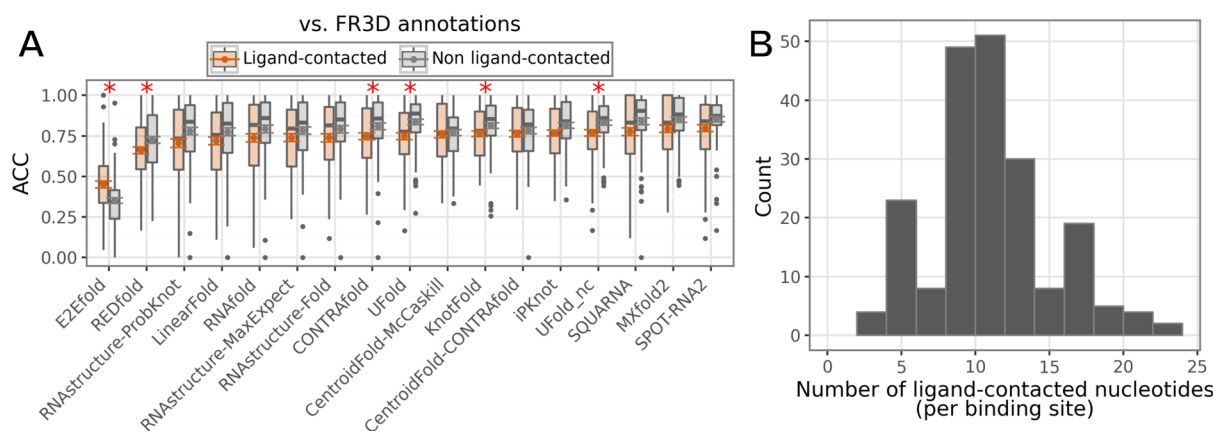 A
vs. FR3D annotations
Ligand-contacted
Non ligand-contacted
* * * * * *
ACC
1.00
0.75
0.50
0.25
0.00
E2Efold
REDfold
RNAstructure-ProbKnot
LinearFold
RNAfold
RNAstructure-MaxExpect
RNAstructure-Fold
CONTRAfold
UFold
CentroidFold-McCaskill
KnotFold
CentroidFold-CONTRAfold
iPKnot
UFold_nc
SQUARNA
MXfold2
SPOT-RNA2
B
Count
50
40
30
20
10
0
0 5 10 15 20 25
Number of ligand-contacted nucleotides
(per binding site)